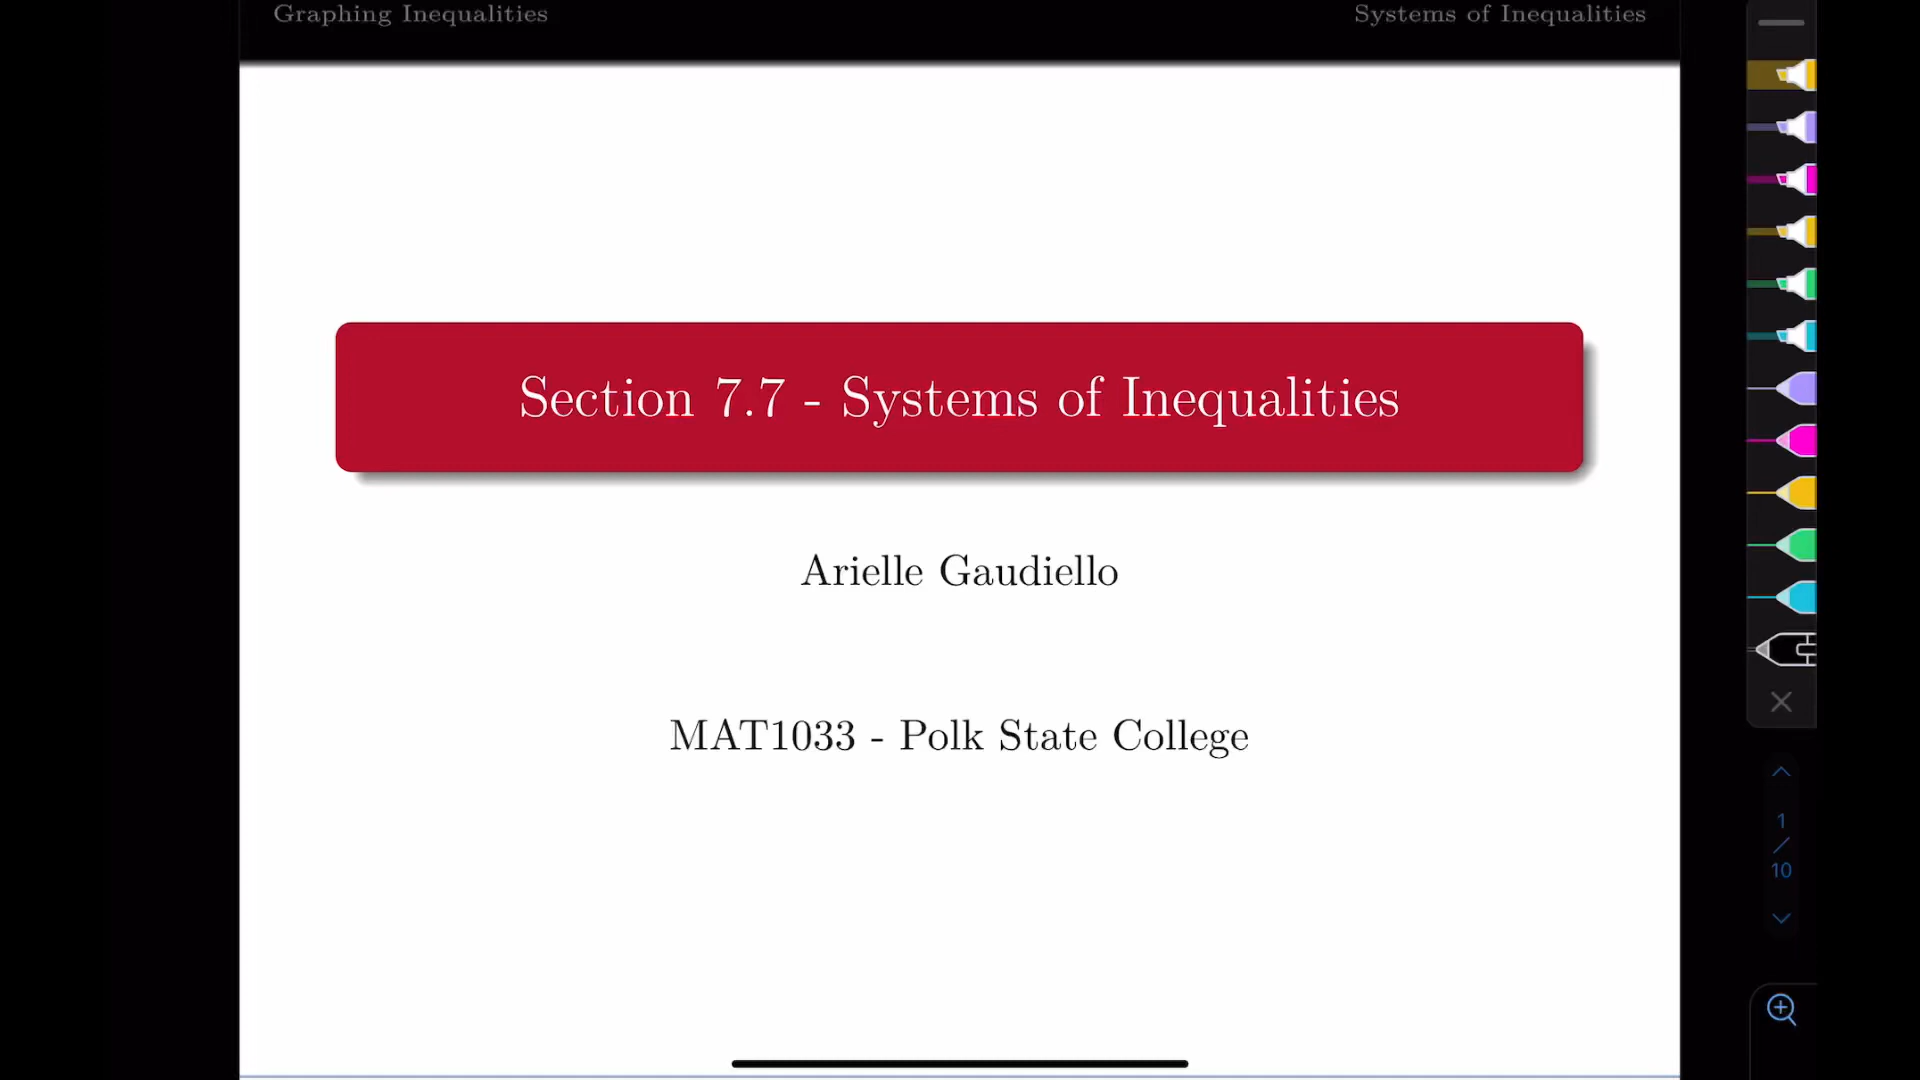 Graphing Inequalities
Systems of Inequalities
Section 7.7 - Systems of Inequalities
Arielle Gaudiello
MAT1033 - Polk State College
1
/
10